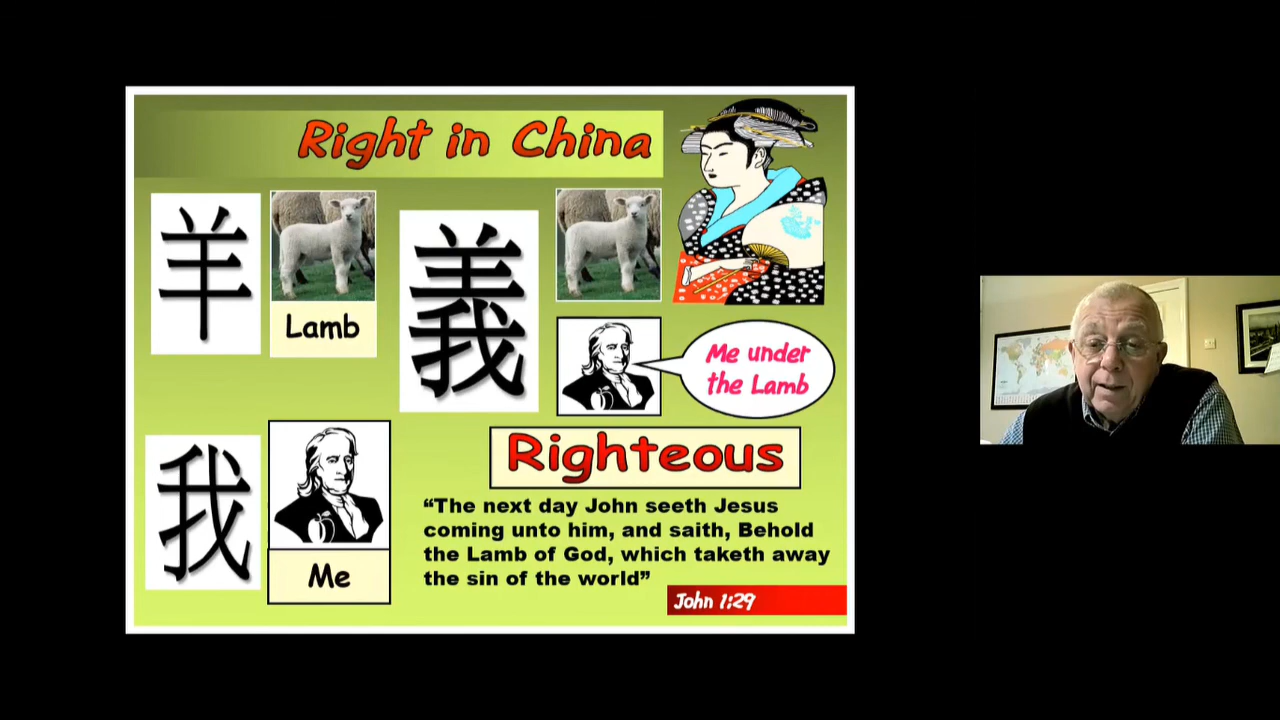 Right in China
羊
Lamb
義
Me under
the Lamb
我
Me
Righteous
“The next day John seeth Jesus
coming unto him, and saith, Behold
the Lamb of God, which taketh away
the sin of the world”
John 1:29